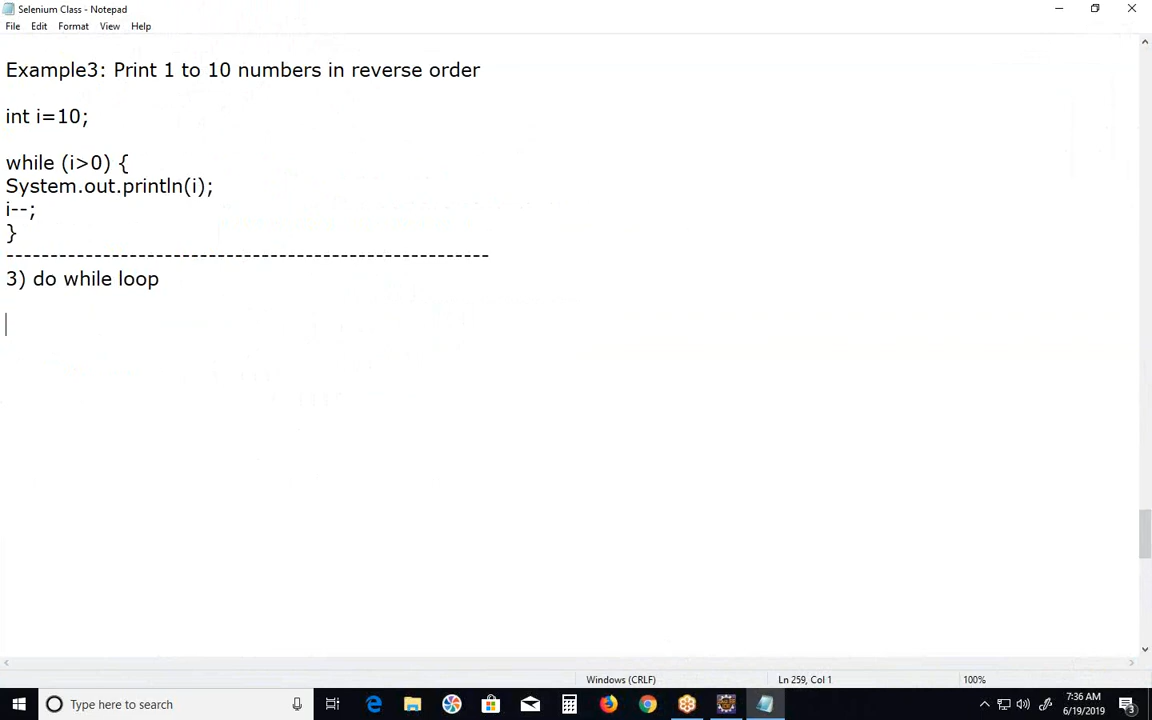 Selenium Class - Notepad
File Edit Format View Help
Example3: Print 1 to 10 numbers in reverse order
int i=10;
while (i>0) {
System.out.println(i);
i--;
}
-------------------------------------------------------
3) do while loop
Windows (CRLF) Ln 259, Col 1 100%
Type here to search
7:36 AM
6/19/2019
3